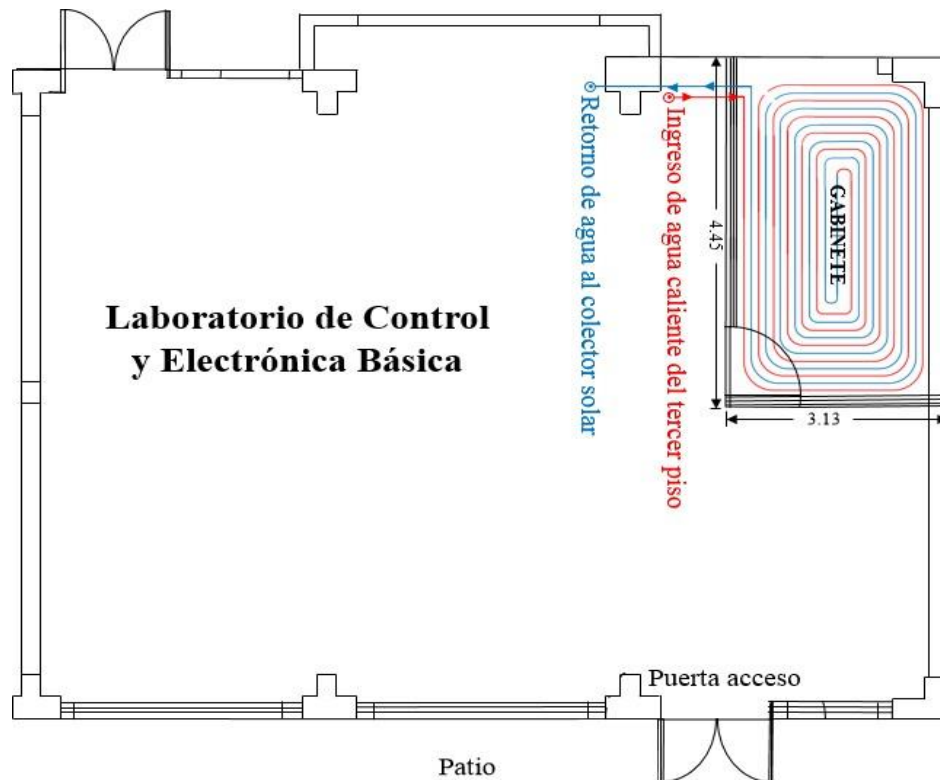 Retorno de agua al colector solar
Ingreso de agua caliente del tercer piso
4.45
GABINETE
3.13
Laboratorio de Control
y Electrónica Básica
Puerta acceso
Patio